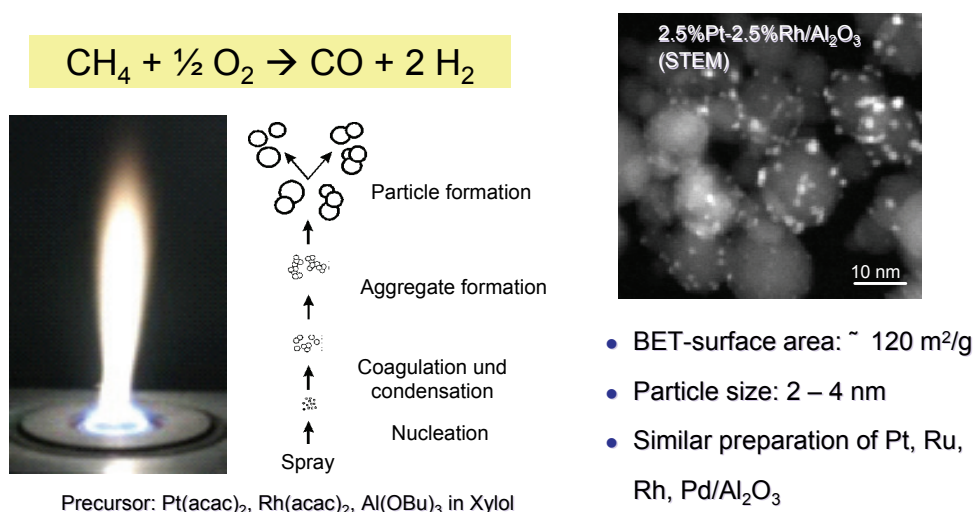 CH₄ + ½ O₂ → CO + 2 H₂
Particle formation
Aggregate formation
Coagulation und
condensation
Nucleation
Spray
Precursor: Pt(acac)₂, Rh(acac)₂, Al(OBu)₃ in Xylol
2.5%Pt-2.5%Rh/Al₂O₃
(STEM)
10 nm
• BET-surface area: ˜ 120 m²/g
• Particle size: 2 – 4 nm
• Similar preparation of Pt, Ru,
Rh, Pd/Al₂O₃